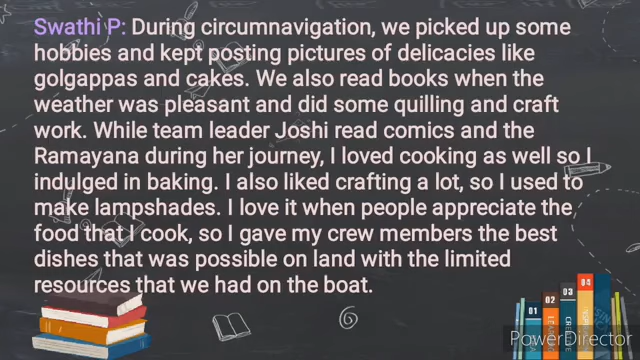 Swathi P: During circumnavigation, we picked up some
hobbies and kept posting pictures of delicacies like
golgappas and cakes. We also read books when the
weather was pleasant and did some quilling and craft
work. While team leader Joshi read comics and the
Ramayana during her journey, I loved cooking as well so I
indulged in baking. I also liked crafting a lot, so I used to
make lampshades. I love it when people appreciate the
food that I cook, so I gave my crew members the best
dishes that was possible on land with the limited
resources that we had on the boat.
01
02
03
04
PowerDirector